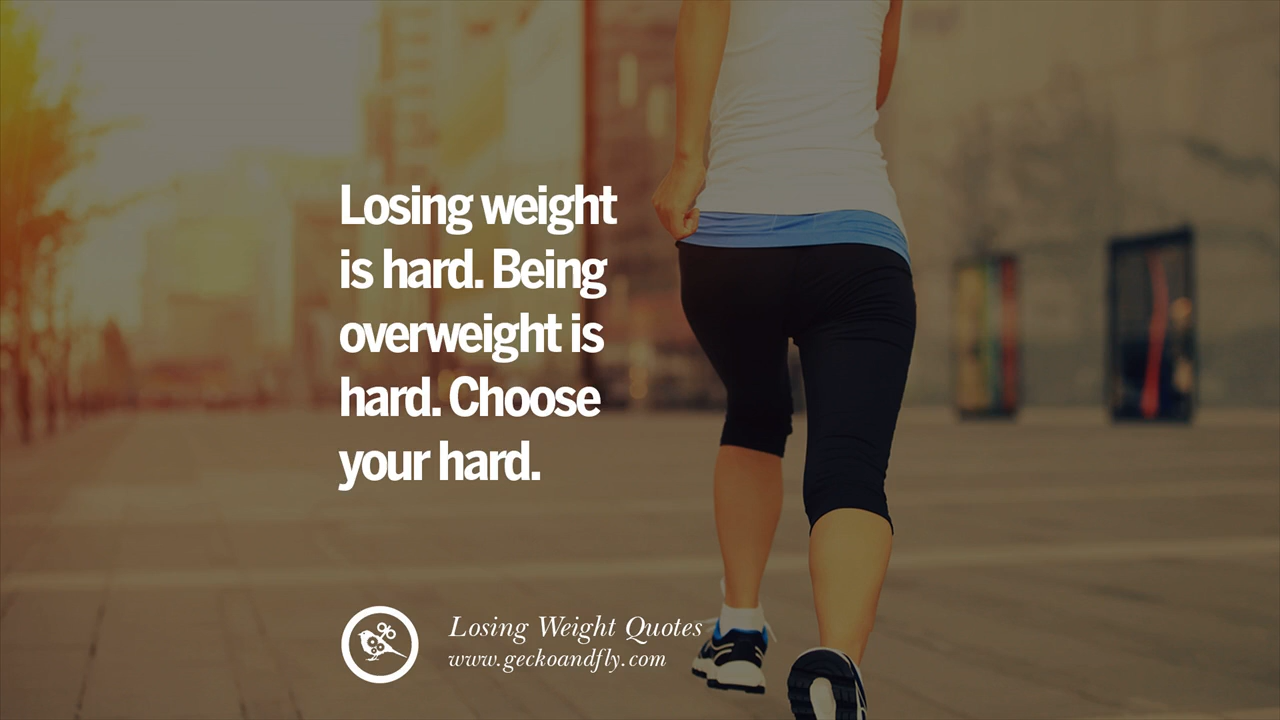 Losing weight
is hard. Being
overweight is
hard. Choose
your hard.
Losing Weight Quotes
www.geckoandfly.com